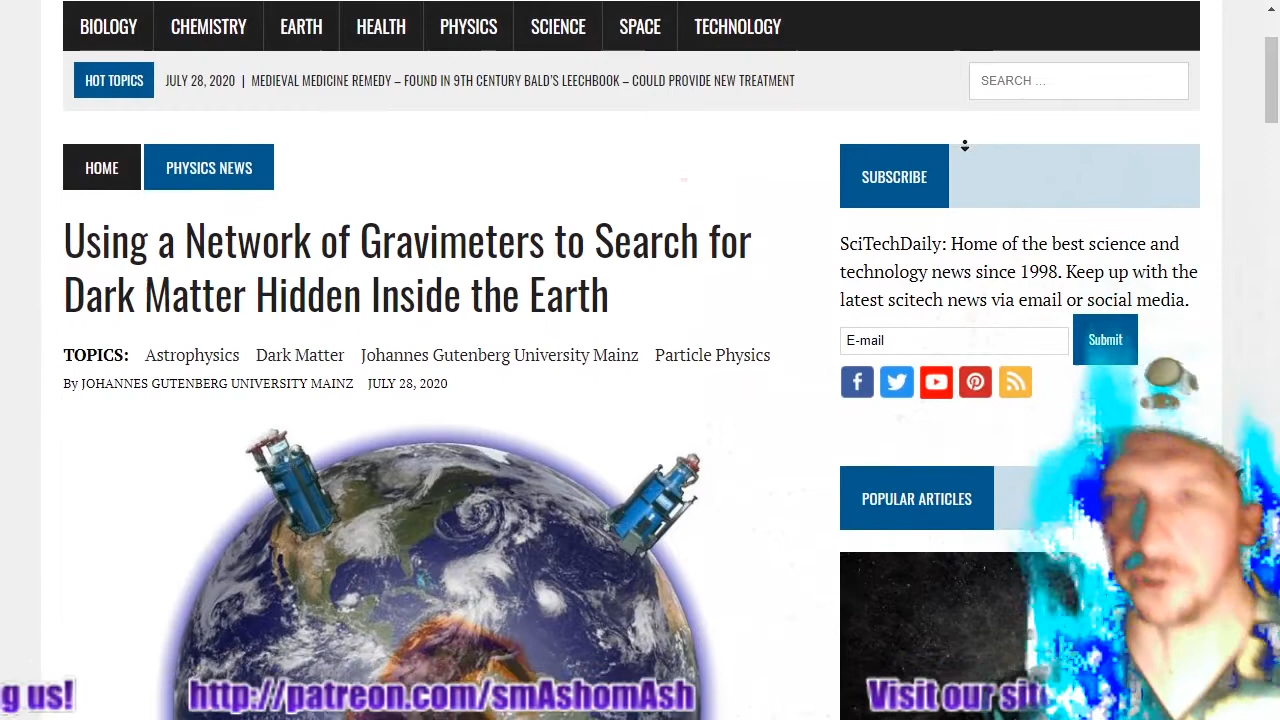 BIOLOGY CHEMISTRY EARTH HEALTH PHYSICS SCIENCE SPACE TECHNOLOGY
HOT TOPICS JULY 28, 2020 | MEDIEVAL MEDICINE REMEDY – FOUND IN 9TH CENTURY BALD'S LEECHBOOK – COULD PROVIDE NEW TREATMENT SEARCH ...
HOME PHYSICS NEWS
Using a Network of Gravimeters to Search for
Dark Matter Hidden Inside the Earth
TOPICS: Astrophysics Dark Matter Johannes Gutenberg University Mainz Particle Physics
By JOHANNES GUTENBERG UNIVERSITY MAINZ JULY 28, 2020
SUBSCRIBE
SciTechDaily: Home of the best science and
technology news since 1998. Keep up with the
latest scitech news via email or social media.
E-mail Submit
POPULAR ARTICLES
g us! http://patreon.com/smAshomAsh Visit our site